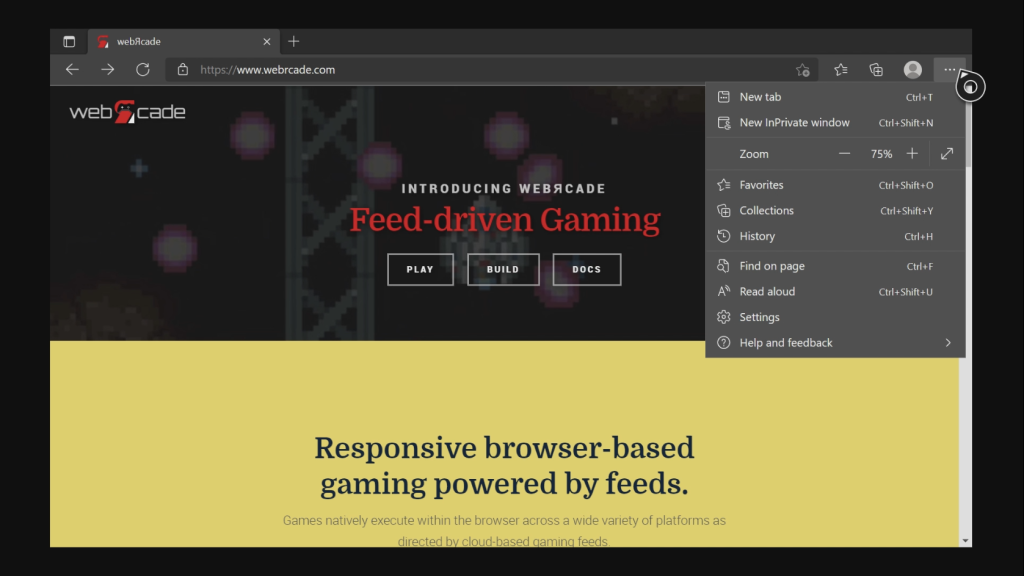 webЯcade
https://www.webrcade.com
webЯcade
INTRODUCING WEBЯCADE
Feed-driven Gaming
PLAY BUILD DOCS
New tab Ctrl+T
New InPrivate window Ctrl+Shift+N
Zoom 75%
Favorites Ctrl+Shift+O
Collections Ctrl+Shift+Y
History Ctrl+H
Find on page Ctrl+F
Read aloud Ctrl+Shift+U
Settings
Help and feedback
Responsive browser-based
gaming powered by feeds.
Games natively execute within the browser across a wide variety of platforms as
directed by cloud-based gaming feeds.